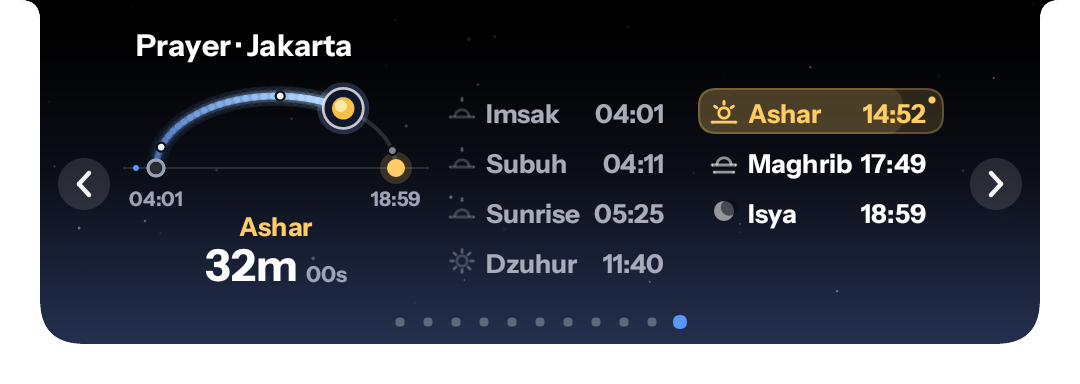 Prayer · Jakarta
04:01
18:59
Ashar
32m 00s
Imsak 04:01
Subuh 04:11
Sunrise 05:25
Dzuhur 11:40
Ashar 14:52
Maghrib 17:49
Isya 18:59